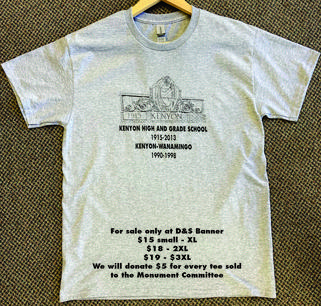 1915 KENYON
KENYON HIGH AND GRADE SCHOOL
1915-2013
KENYON-WANAMINGO
1990-1998
For sale only at D&S Banner
$15 small - XL
$18 - 2XL
$19 - $3XL
We will donate $5 for every tee sold
to the Monument Committee